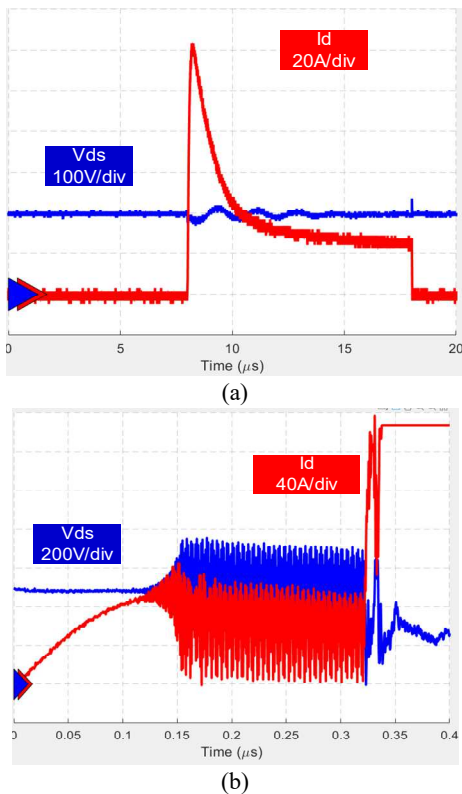 Id
20A/div
Vds
100V/div
0 5 10 15 20
Time (μs)
(a)
Id
40A/div
Vds
200V/div
0 0.05 0.1 0.15 0.2 0.25 0.3 0.35 0.4
Time (μs)
(b)